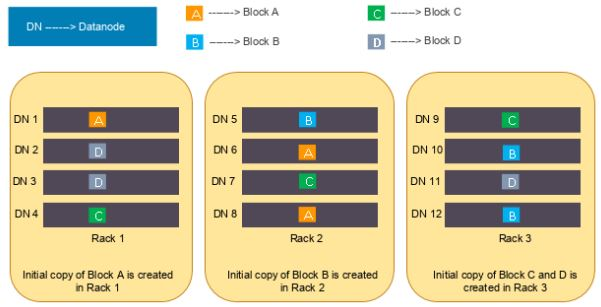 DN -------> Datanode
A -------> Block A
C -------> Block C
B -------> Block B
D -------> Block D
DN 1 A
DN 2 D
DN 3 D
DN 4 C
Rack 1
Initial copy of Block A is created
in Rack 1
DN 5 B
DN 6 A
DN 7 C
DN 8 A
Rack 2
Initial copy of Block B is created
in Rack 2
DN 9 C
DN 10 B
DN 11 D
DN 12 B
Rack 3
Initial copy of Block C and D is
created in Rack 3